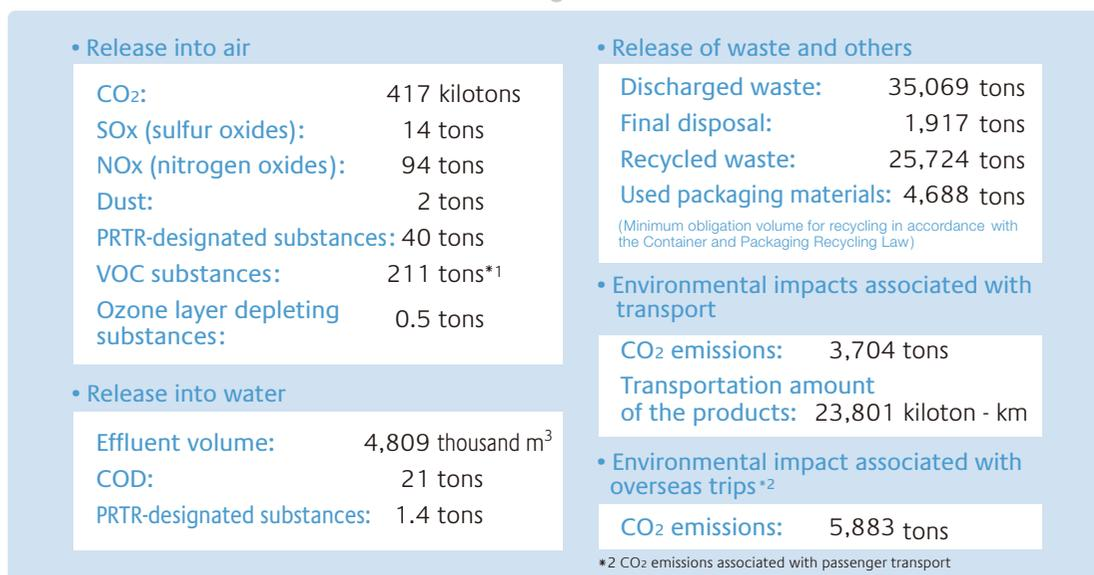 • Release into air
CO2: 417 kilotons
SOx (sulfur oxides): 14 tons
NOx (nitrogen oxides): 94 tons
Dust: 2 tons
PRTR-designated substances: 40 tons
VOC substances: 211 tons*1
Ozone layer depleting
substances: 0.5 tons
• Release into water
Effluent volume: 4,809 thousand m3
COD: 21 tons
PRTR-designated substances: 1.4 tons
• Release of waste and others
Discharged waste: 35,069 tons
Final disposal: 1,917 tons
Recycled waste: 25,724 tons
Used packaging materials: 4,688 tons
(Minimum obligation volume for recycling in accordance with
the Container and Packaging Recycling Law)
• Environmental impacts associated with
transport
CO2 emissions: 3,704 tons
Transportation amount
of the products: 23,801 kiloton - km
• Environmental impact associated with
overseas trips*2
CO2 emissions: 5,883 tons
*2 CO2 emissions associated with passenger transport